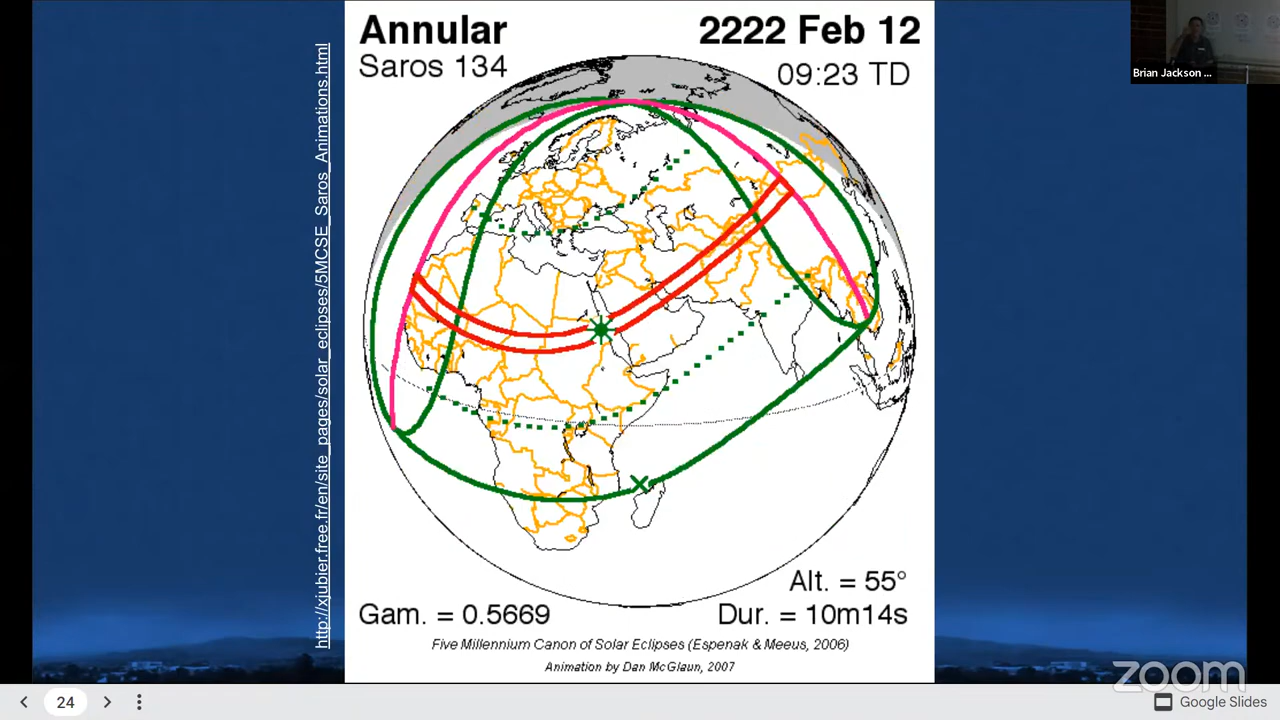 Annular
2222 Feb 12
Saros 134
09:23 TD
http://xjubier.free.fr/en/site_pages/solar_eclipses/5MCSE_Saros_Animations.html
Brian Jackson ...
Alt. = 55°
Gam. = 0.5669
Dur. = 10m14s
Five Millennium Canon of Solar Eclipses (Espenak & Meeus, 2006)
Animation by Dan McGlaun, 2007
zoom
24
Google Slides